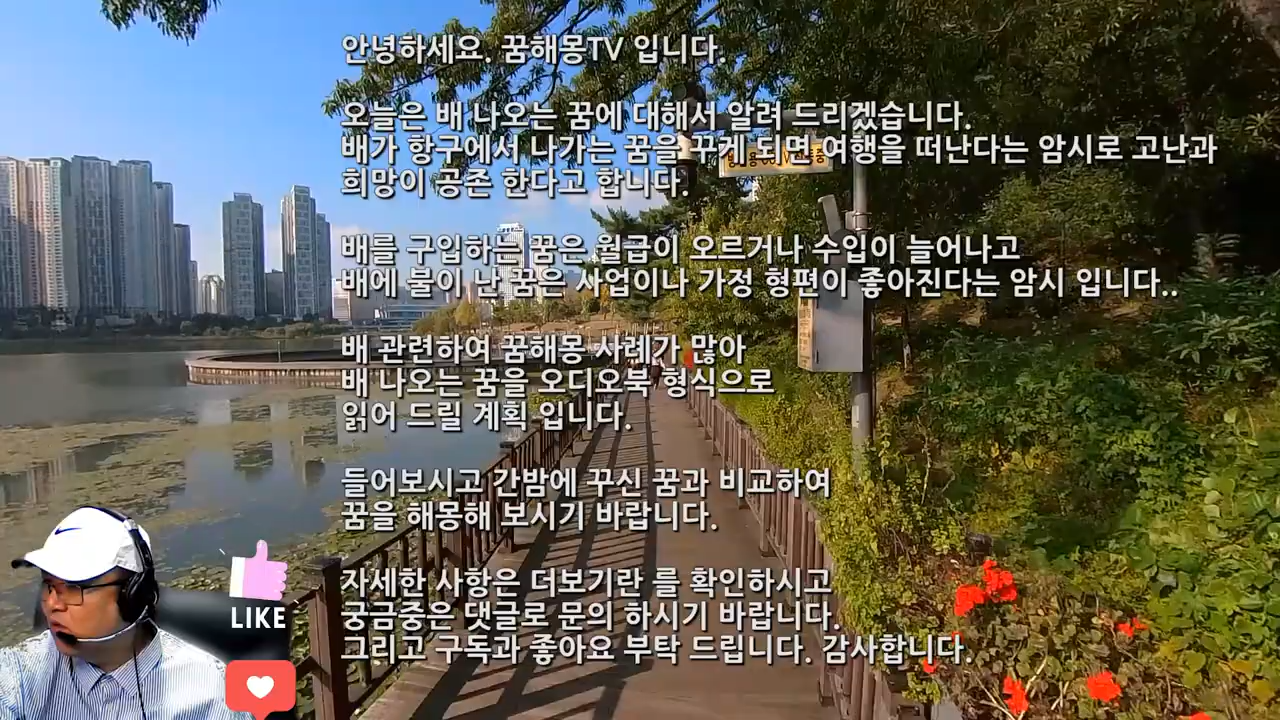 안녕하세요. 꿈해몽TV 입니다.
오늘은 배 나오는 꿈에 대해서 알려 드리겠습니다.
배가 항구에서 나가는 꿈을 꾸게 되면 여행을 떠난다는 암시로 고난과
희망이 공존 한다고 합니다.
배를 구입하는 꿈은 월급이 오르거나 수입이 늘어나고
배에 불이 난 꿈은 사업이나 가정 형편이 좋아진다는 암시 입니다..
배 관련하여 꿈해몽 사례가 많아
배 나오는 꿈을 오디오북 형식으로
읽어 드릴 계획 입니다.
들어보시고 간밤에 꾸신 꿈과 비교하여
꿈을 해몽해 보시기 바랍니다.
자세한 사항은 더보기란 를 확인하시고
궁금중은 댓글로 문의 하시기 바랍니다.
그리고 구독과 좋아요 부탁 드립니다. 감사합니다.
LIKE